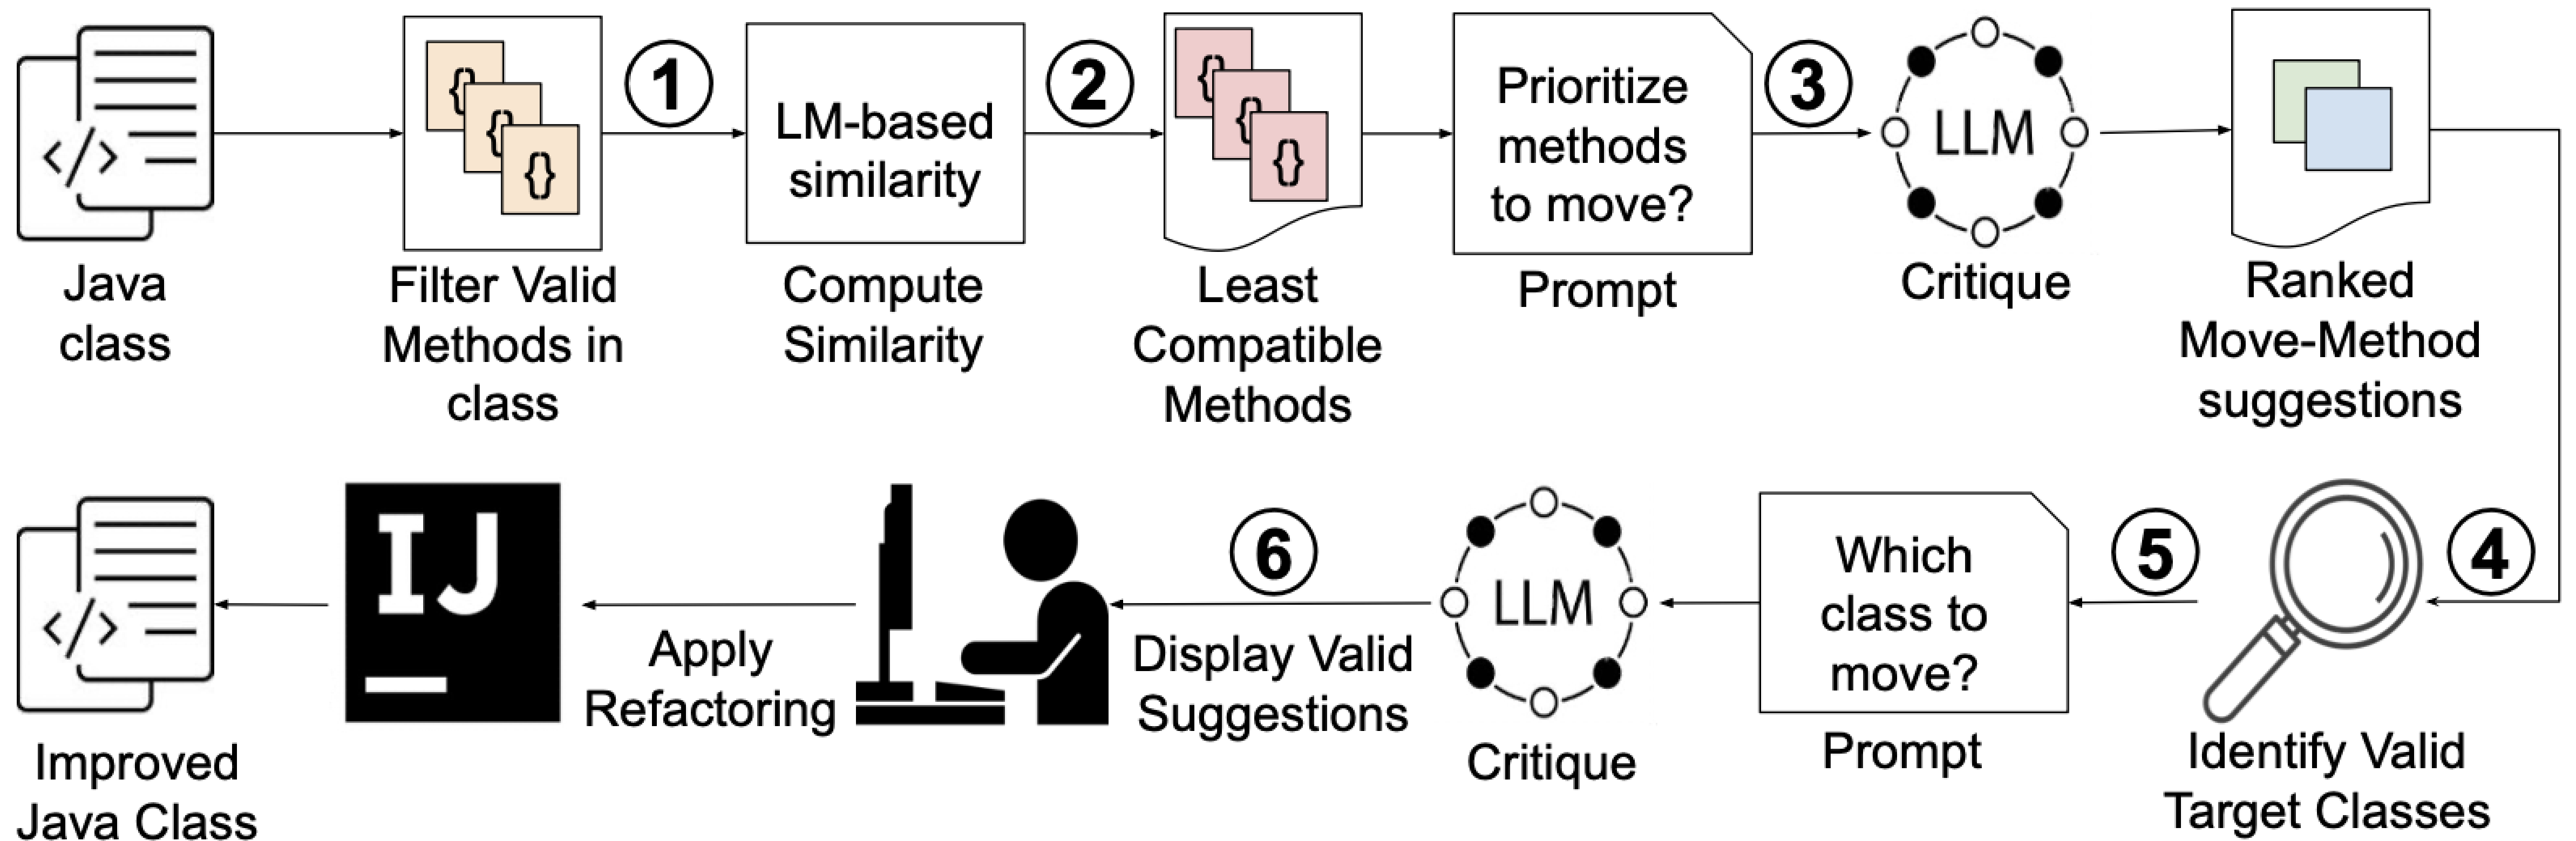 Java
class
{}
{}
{}
Filter Valid
Methods in
class
1
LM-based
similarity
Compute
Similarity
2
{}
{}
{}
Least
Compatible
Methods
Prioritize
methods
to move?
Prompt
3
LLM
Critique
Ranked
Move-Method
suggestions
4
Identify Valid
Target Classes
5
Which
class to
move?
Prompt
LLM
Critique
6
Display Valid
Suggestions
Apply
Refactoring
IJ
</>
Improved
Java Class
</>